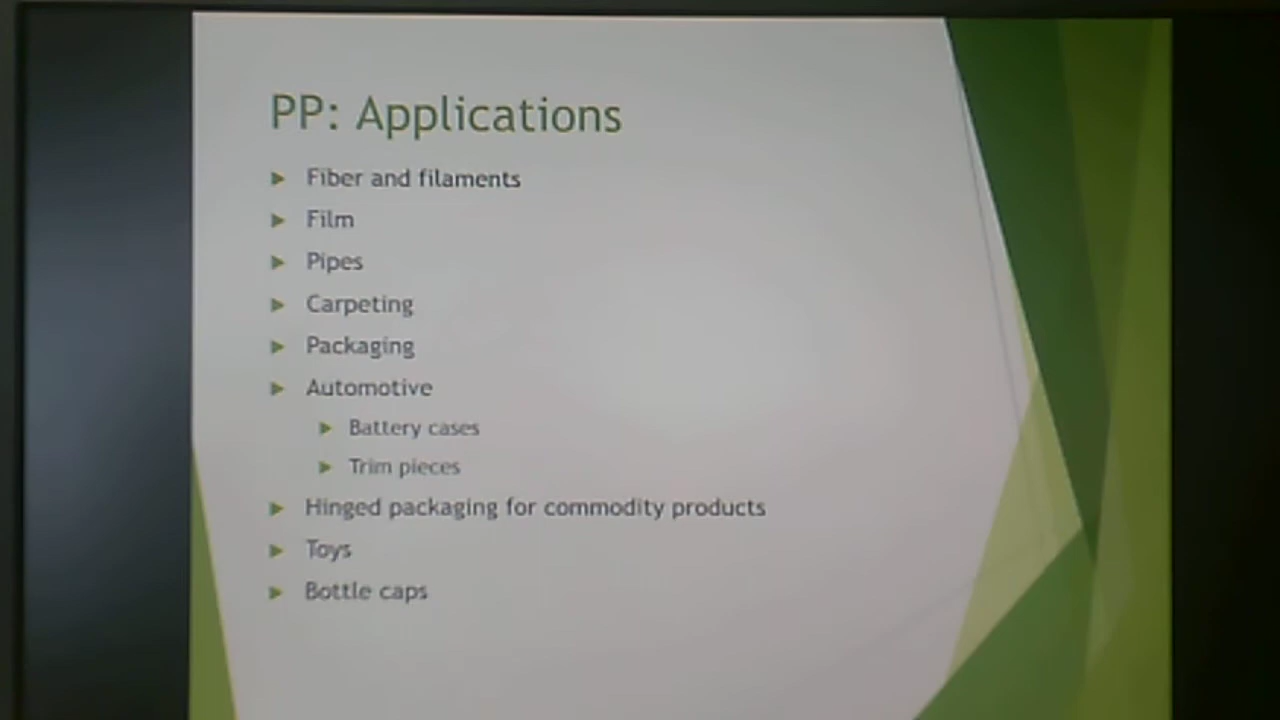 PP: Applications
Fiber and filaments
Film
Pipes
Carpeting
Packaging
Automotive
Battery cases
Trim pieces
Hinged packaging for commodity products
Toys
Bottle caps